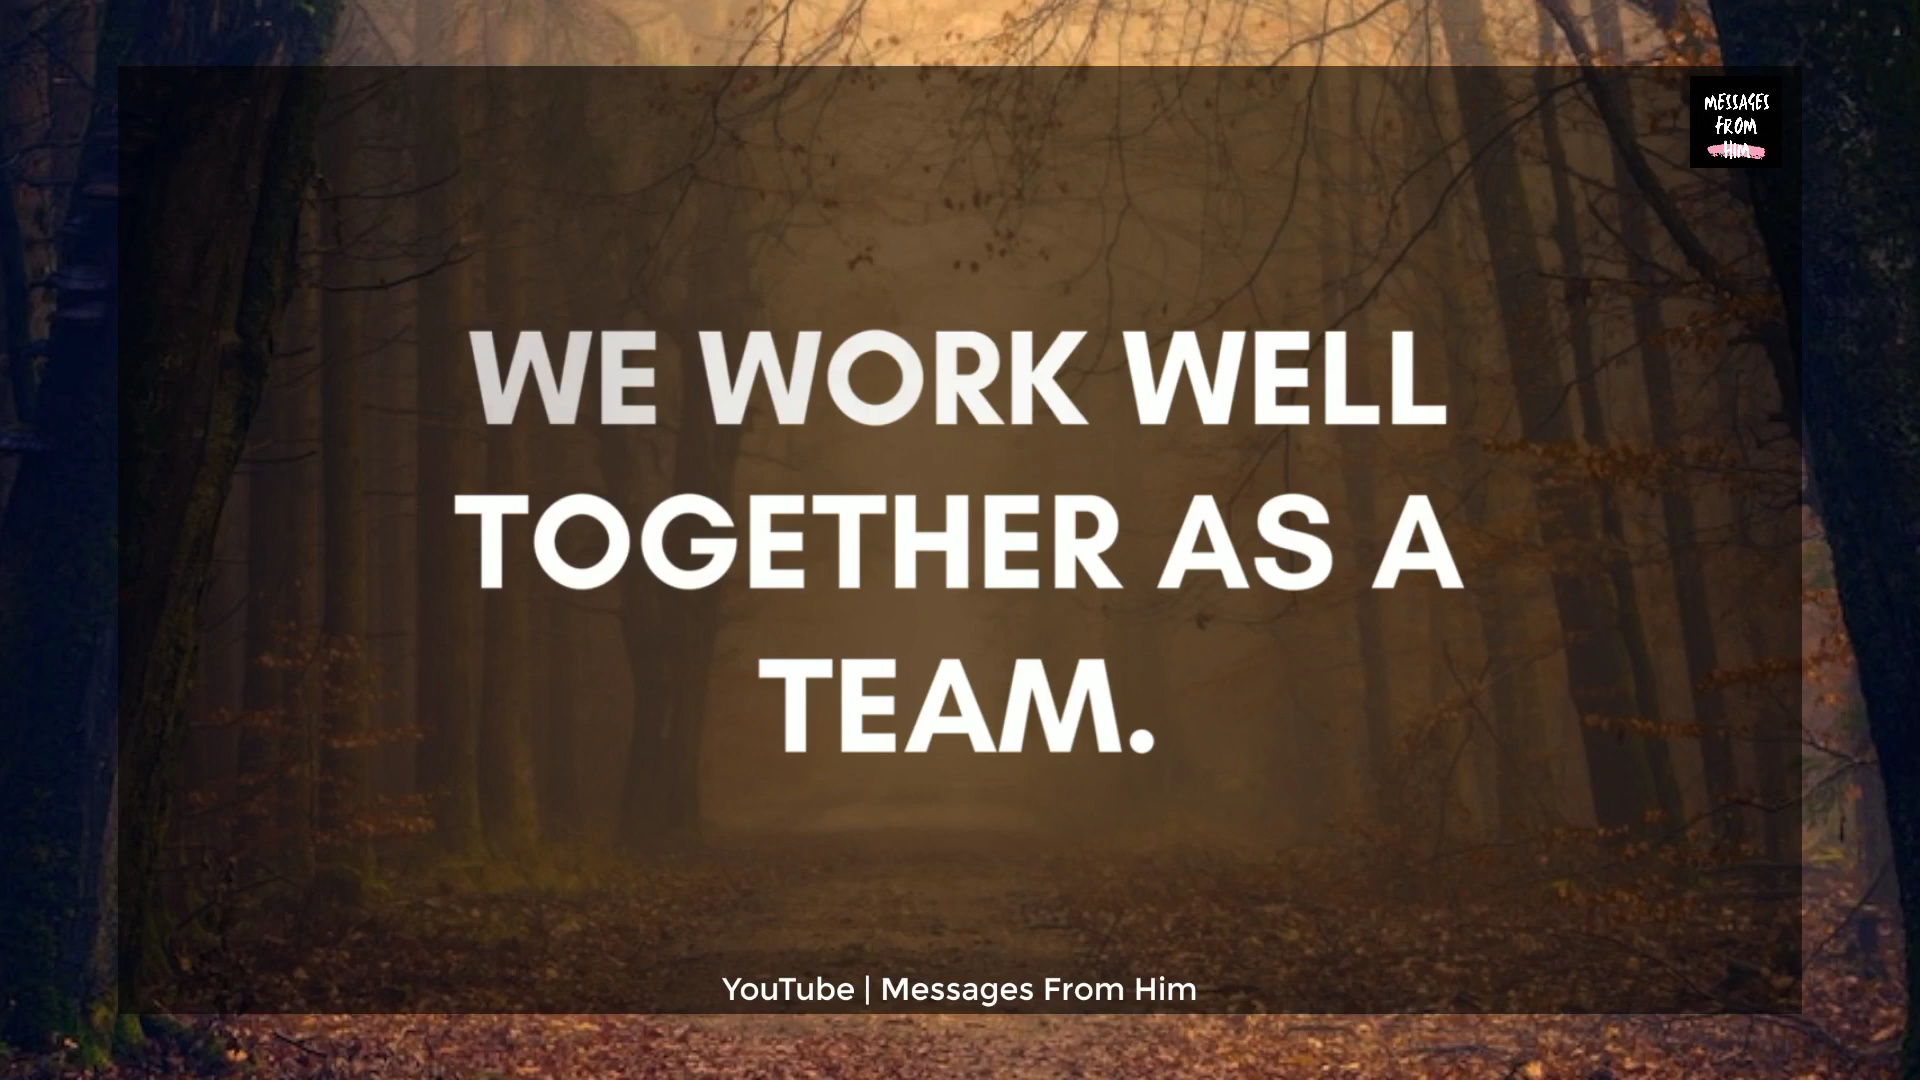 MESSAGES
FROM
HIM
WE WORK WELL
TOGETHER AS A
TEAM.
YouTube | Messages From Him